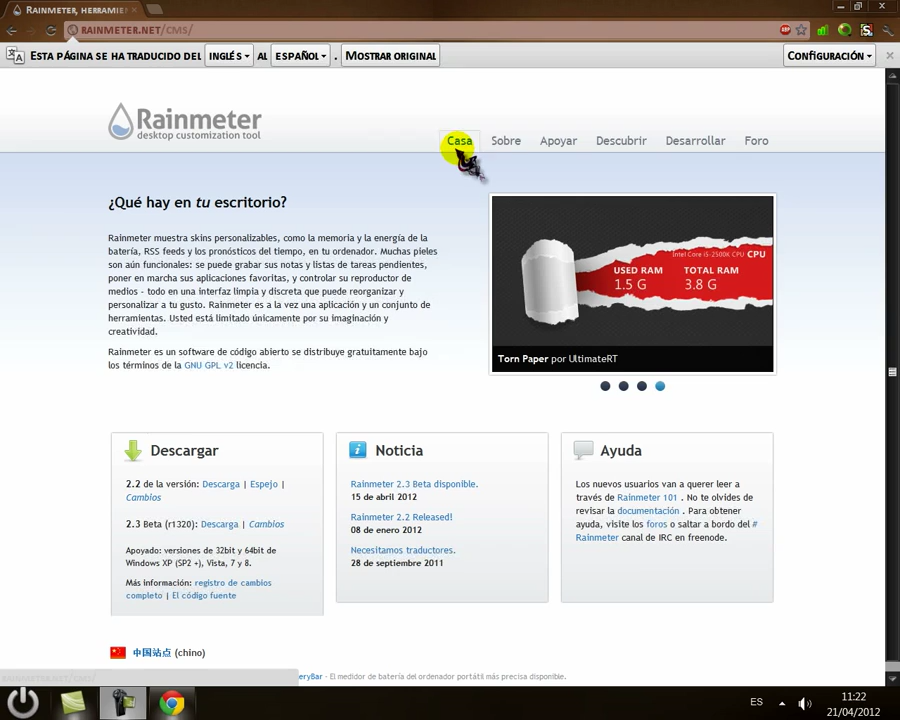 RAINMETER, HERRAMIEN
RAINMETER.NET/CMS/
ESTA PÁGINA SE HA TRADUCIDO DEL INGLÉS AL ESPAÑOL . MOSTRAR ORIGINAL CONFIGURACIÓN
Rainmeter
desktop customization tool
Casa Sobre Apoyar Descubrir Desarrollar Foro
¿Qué hay en tu escritorio?
Rainmeter muestra skins personalizables, como la memoria y la energía de la
batería, RSS feeds y los pronósticos del tiempo, en tu ordenador. Muchas pieles
son aún funcionales: se puede grabar sus notas y listas de tareas pendientes,
poner en marcha sus aplicaciones favoritas, y controlar su reproductor de
medios - todo en una interfaz limpia y discreta que puede reorganizar y
personalizar a tu gusto. Rainmeter es a la vez una aplicación y un conjunto de
herramientas. Usted está limitado únicamente por su imaginación y
creatividad.
Rainmeter es un software de código abierto se distribuye gratuitamente bajo
los términos de la GNU GPL v2 licencia.
Intel Core i5-2500K CPU CPU
USED RAM TOTAL RAM
1.5 G 3.8 G
Torn Paper por UltimateRT
Descargar
2.2 de la versión: Descarga | Espejo |
Cambios
2.3 Beta (r1320): Descarga | Cambios
Apoyado: versiones de 32bit y 64bit de
Windows XP (SP2 +), Vista, 7 y 8.
Más información: registro de cambios
completo | El código fuente
Noticia
Rainmeter 2.3 Beta disponible.
15 de abril 2012
Rainmeter 2.2 Released!
08 de enero 2012
Necesitamos traductores.
28 de septiembre 2011
Ayuda
Los nuevos usuarios van a querer leer a
través de Rainmeter 101 . No te olvides de
revisar la documentación . Para obtener
ayuda, visite los foros o saltar a bordo del #
Rainmeter canal de IRC en freenode.
中国站点 (chino)
RAINMETER.NET/CMS/
eryBar - El medidor de batería del ordenador portátil más precisa disponible.
ES
11:22
21/04/2012